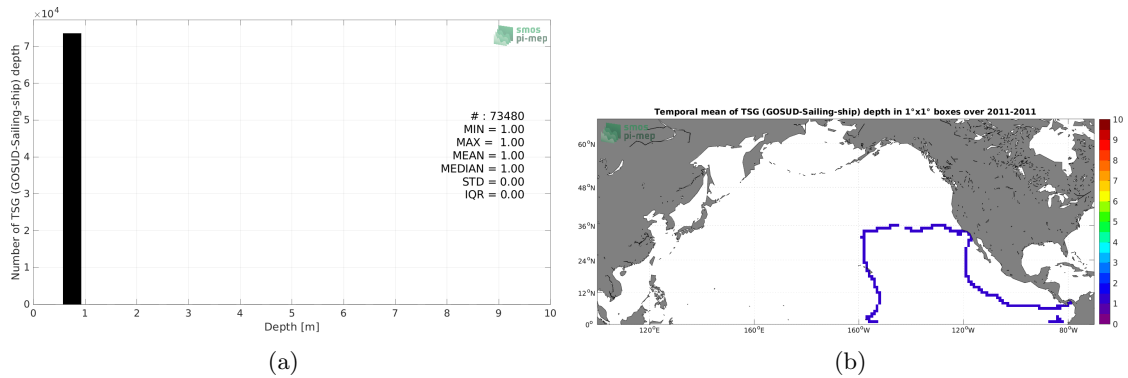 ×10⁴
smos
pi-mep
Number of TSG (GOSUD-Sailing-ship) depth
7
6
5
4
3
2
1
0
# : 73480
MIN = 1.00
MAX = 1.00
MEAN = 1.00
MEDIAN = 1.00
STD = 0.00
IQR = 0.00
0 1 2 3 4 5 6 7 8 9 10
Depth [m]
(a)
Temporal mean of TSG (GOSUD-Sailing-ship) depth in 1°x1° boxes over 2011-2011
smos
pi-mep
60°N
48°N
36°N
24°N
12°N
0°
120°E 160°E 160°W 120°W 80°W
10
9
8
7
6
5
4
3
2
1
0
(b)